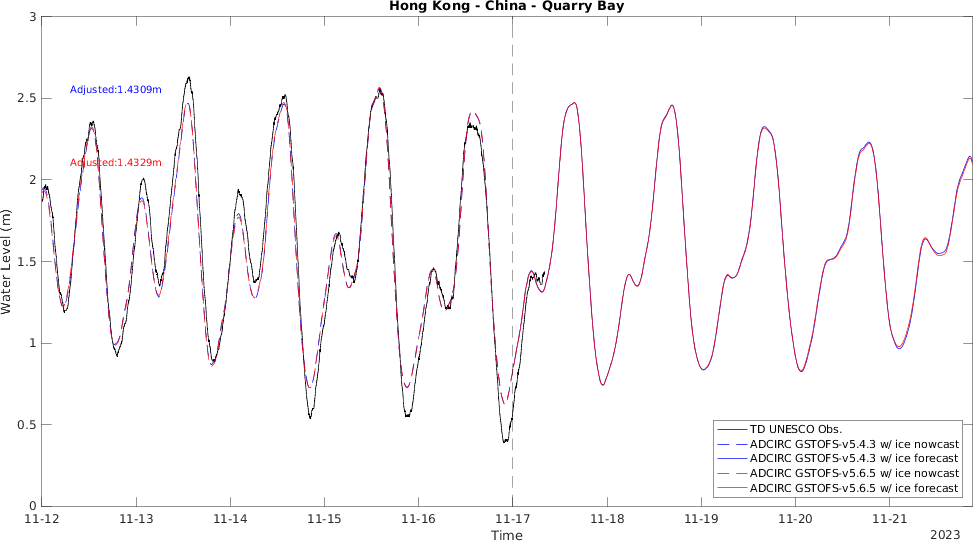 Hong Kong - China - Quarry Bay
3
2.5
2
1.5
1
0.5
0
Water Level (m)
Adjusted:1.4309m
Adjusted:1.4329m
TD UNESCO Obs.
ADCIRC GSTOFS-v5.4.3 w/ ice nowcast
ADCIRC GSTOFS-v5.4.3 w/ ice forecast
ADCIRC GSTOFS-v5.6.5 w/ ice nowcast
ADCIRC GSTOFS-v5.6.5 w/ ice forecast
11-12 11-13 11-14 11-15 11-16 11-17 11-18 11-19 11-20 11-21
Time
2023